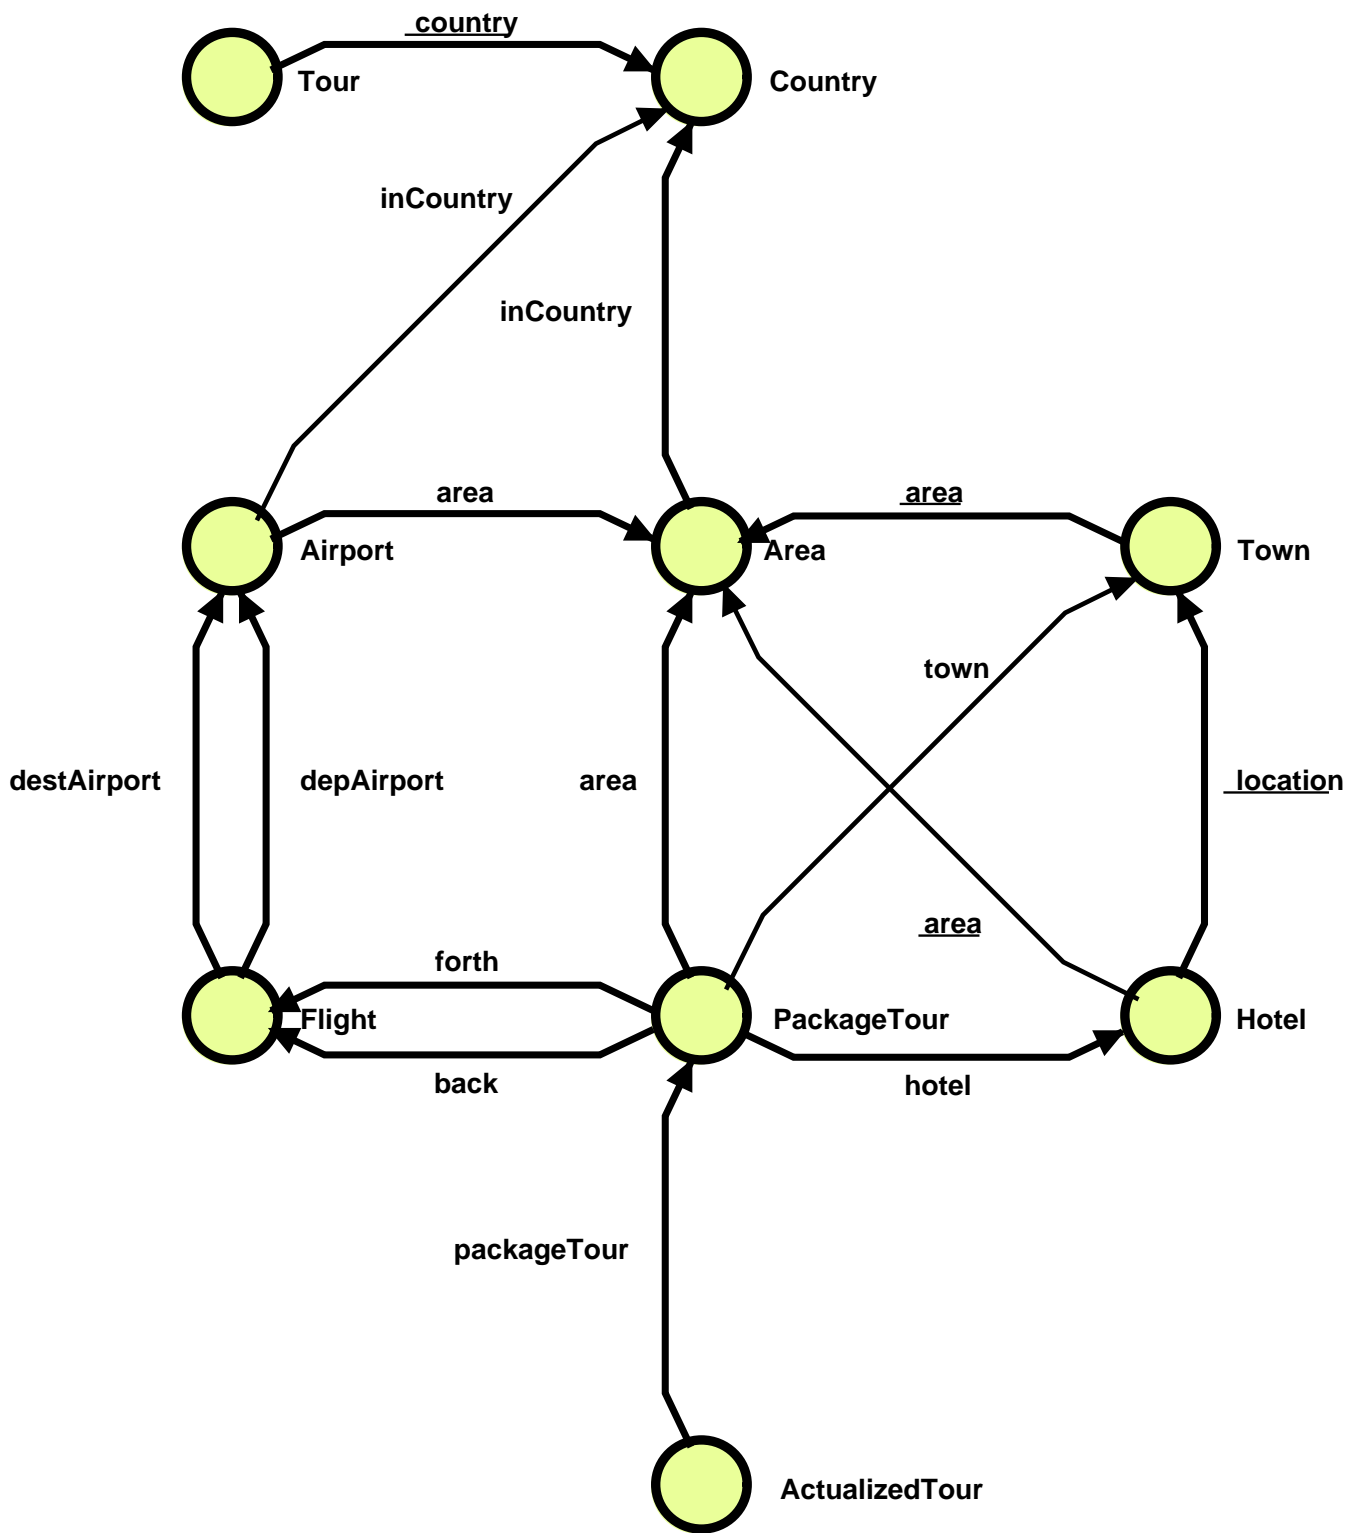 country
Tour
Country
inCountry
inCountry
area
area
Airport
Area
Town
town
destAirport
depAirport
area
location
area
forth
Flight
PackageTour
Hotel
back
hotel
packageTour
ActualizedTour